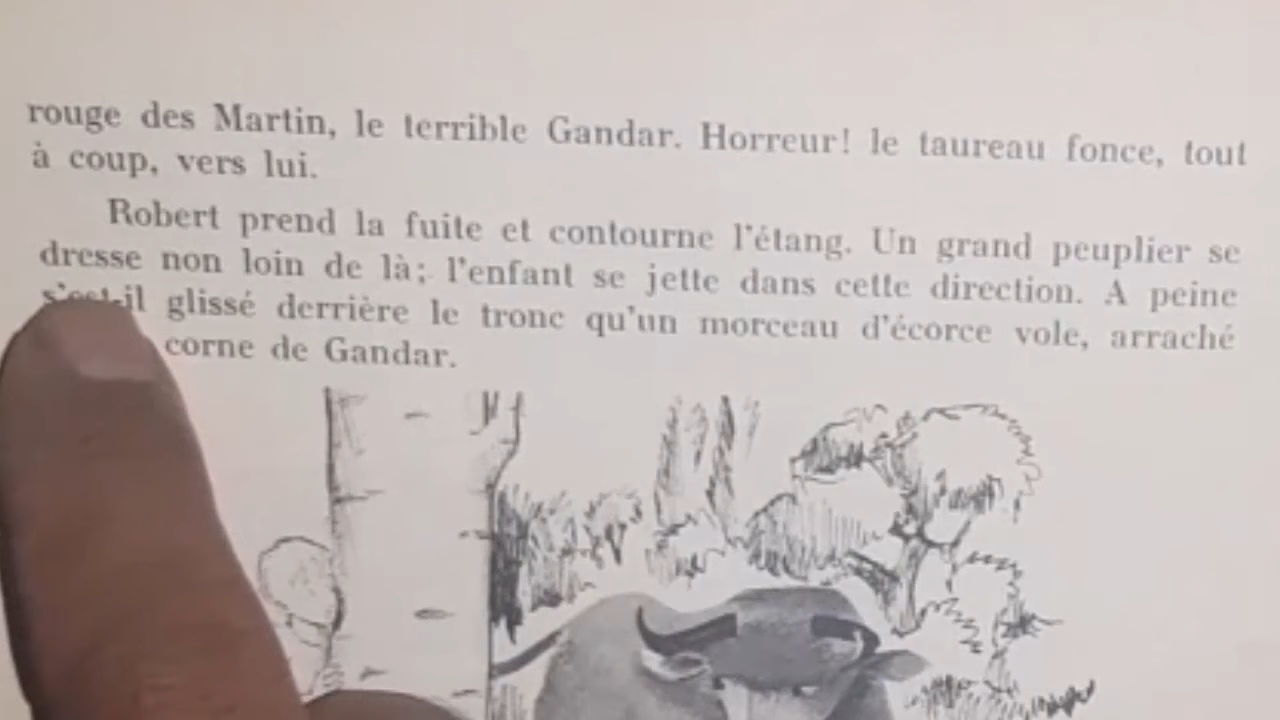 rouge des Martin, le terrible Gandar. Horreur! le taureau fonce, tout
à coup, vers lui.
Robert prend la fuite et contourne l'étang. Un grand peuplier se
dresse non loin de là; l'enfant se jette dans cette direction. A peine
s'est-il glissé derrière le tronc qu'un morceau d'écorce vole, arraché
corne de Gandar.